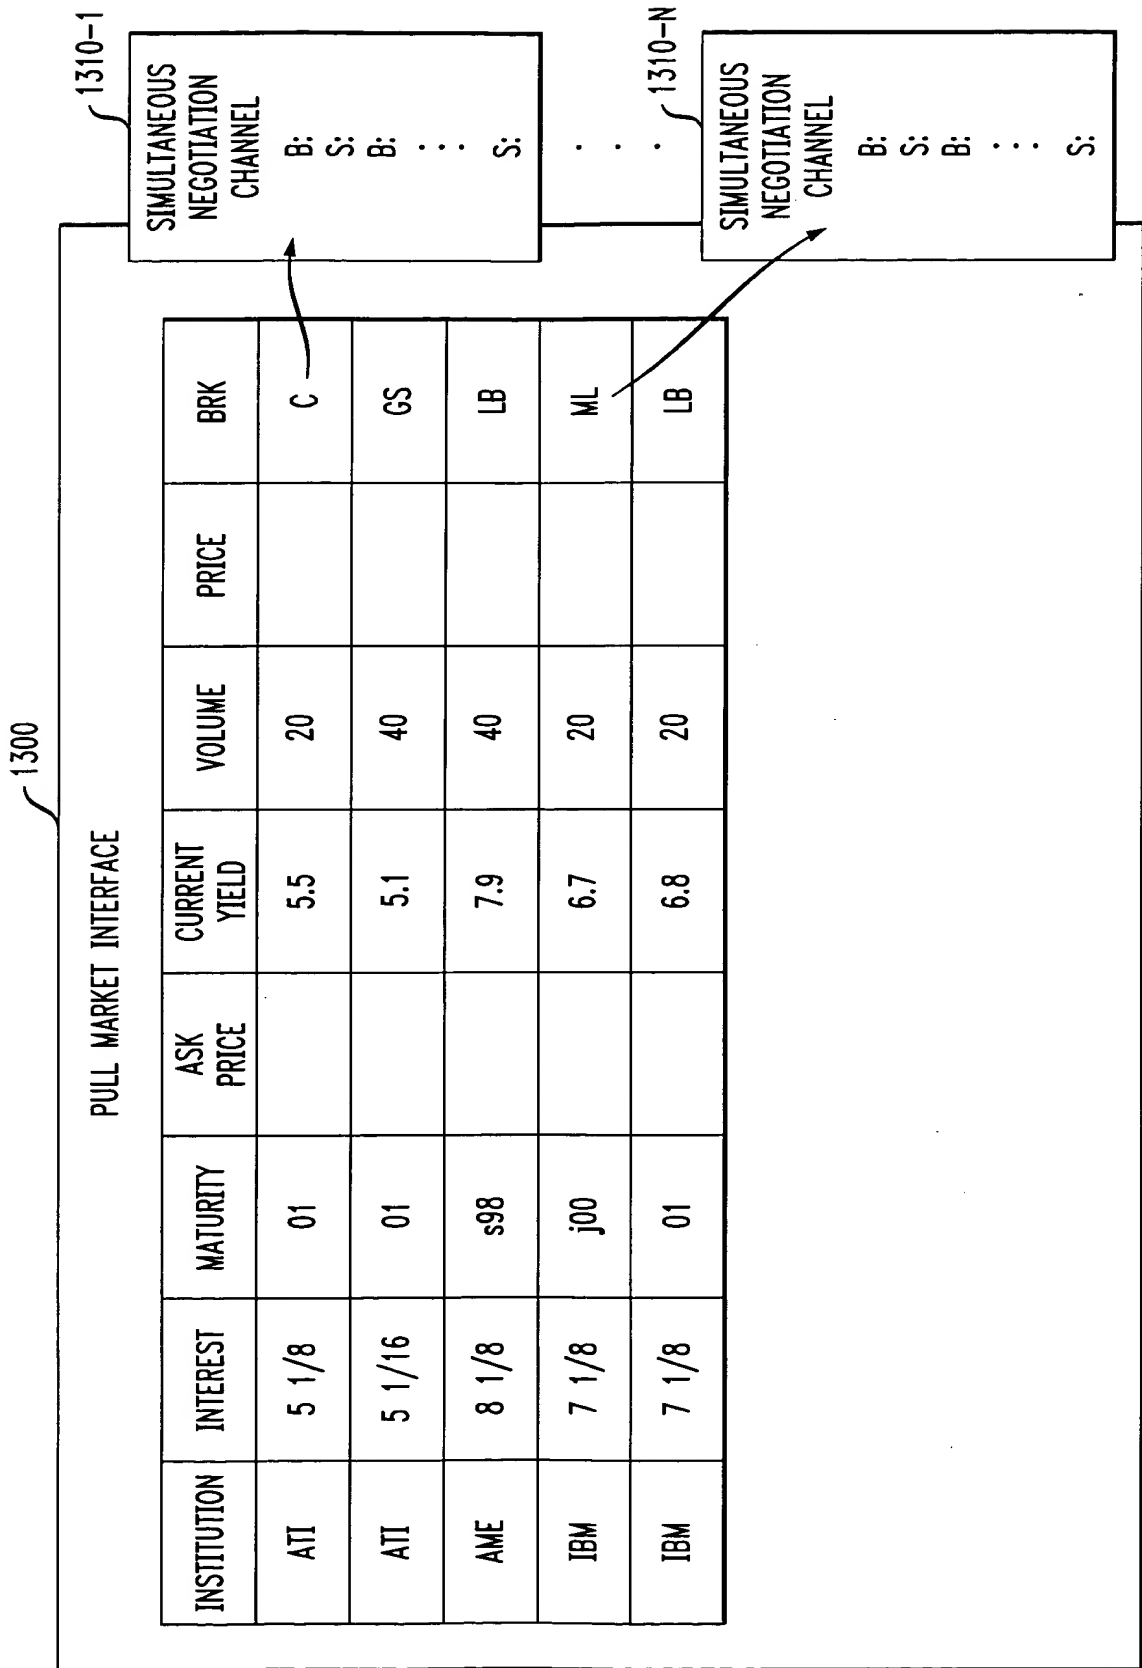 1300
PULL MARKET INTERFACE
INSTITUTION INTEREST MATURITY ASK PRICE CURRENT YIELD VOLUME PRICE BRK
ATI 5 1/8 01 5.5 20 C
ATI 5 1/16 01 5.1 40 GS
AME 8 1/8 s98 7.9 40 LB
IBM 7 1/8 j00 6.7 20 ML
IBM 7 1/8 01 6.8 20 LB
1310-1
SIMULTANEOUS
NEGOTIATION
CHANNEL
B:
S:
B:
. . .
S:
. . .
1310-N
SIMULTANEOUS
NEGOTIATION
CHANNEL
B:
S:
B:
. . .
S: